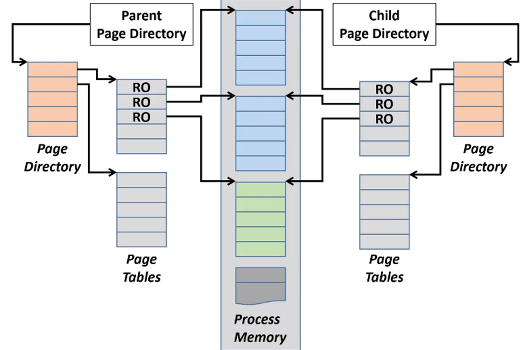 Parent
Page Directory
Child
Page Directory
RO
RO
RO
RO
RO
RO
Page
Directory
Page
Directory
Page
Tables
Page
Tables
Process
Memory